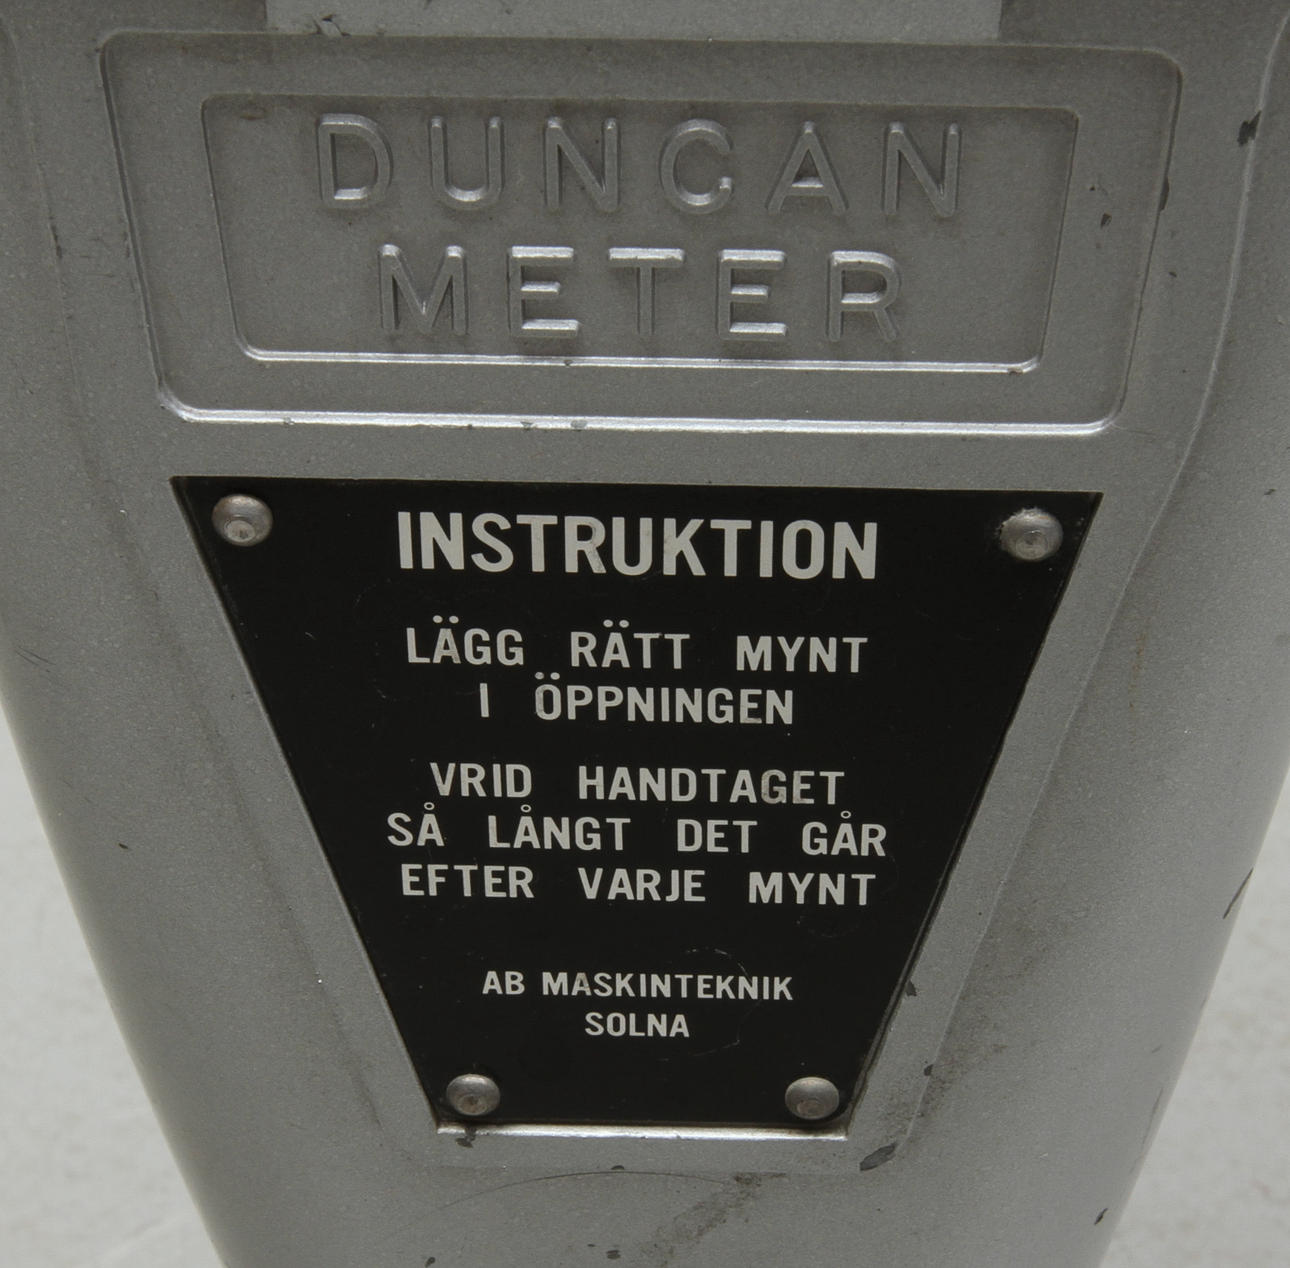 DUNCAN
METER
INSTRUKTION
LÄGG RÄTT MYNT
I ÖPPNINGEN
VRID HANDTAGET
SÅ LÅNGT DET GÅR
EFTER VARJE MYNT
AB MASKINTEKNIK
SOLNA